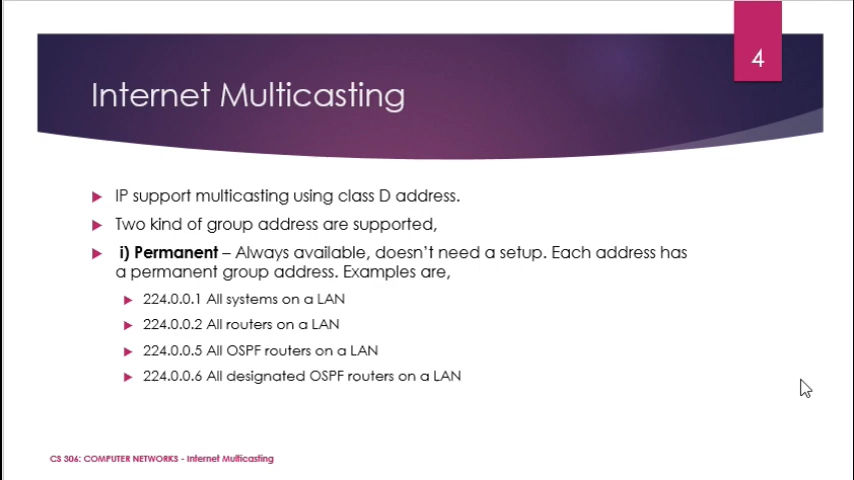 4
Internet Multicasting
IP support multicasting using class D address.
Two kind of group address are supported,
i) Permanent – Always available, doesn't need a setup. Each address has
a permanent group address. Examples are,
224.0.0.1 All systems on a LAN
224.0.0.2 All routers on a LAN
224.0.0.5 All OSPF routers on a LAN
224.0.0.6 All designated OSPF routers on a LAN
CS 306: COMPUTER NETWORKS - Internet Multicasting